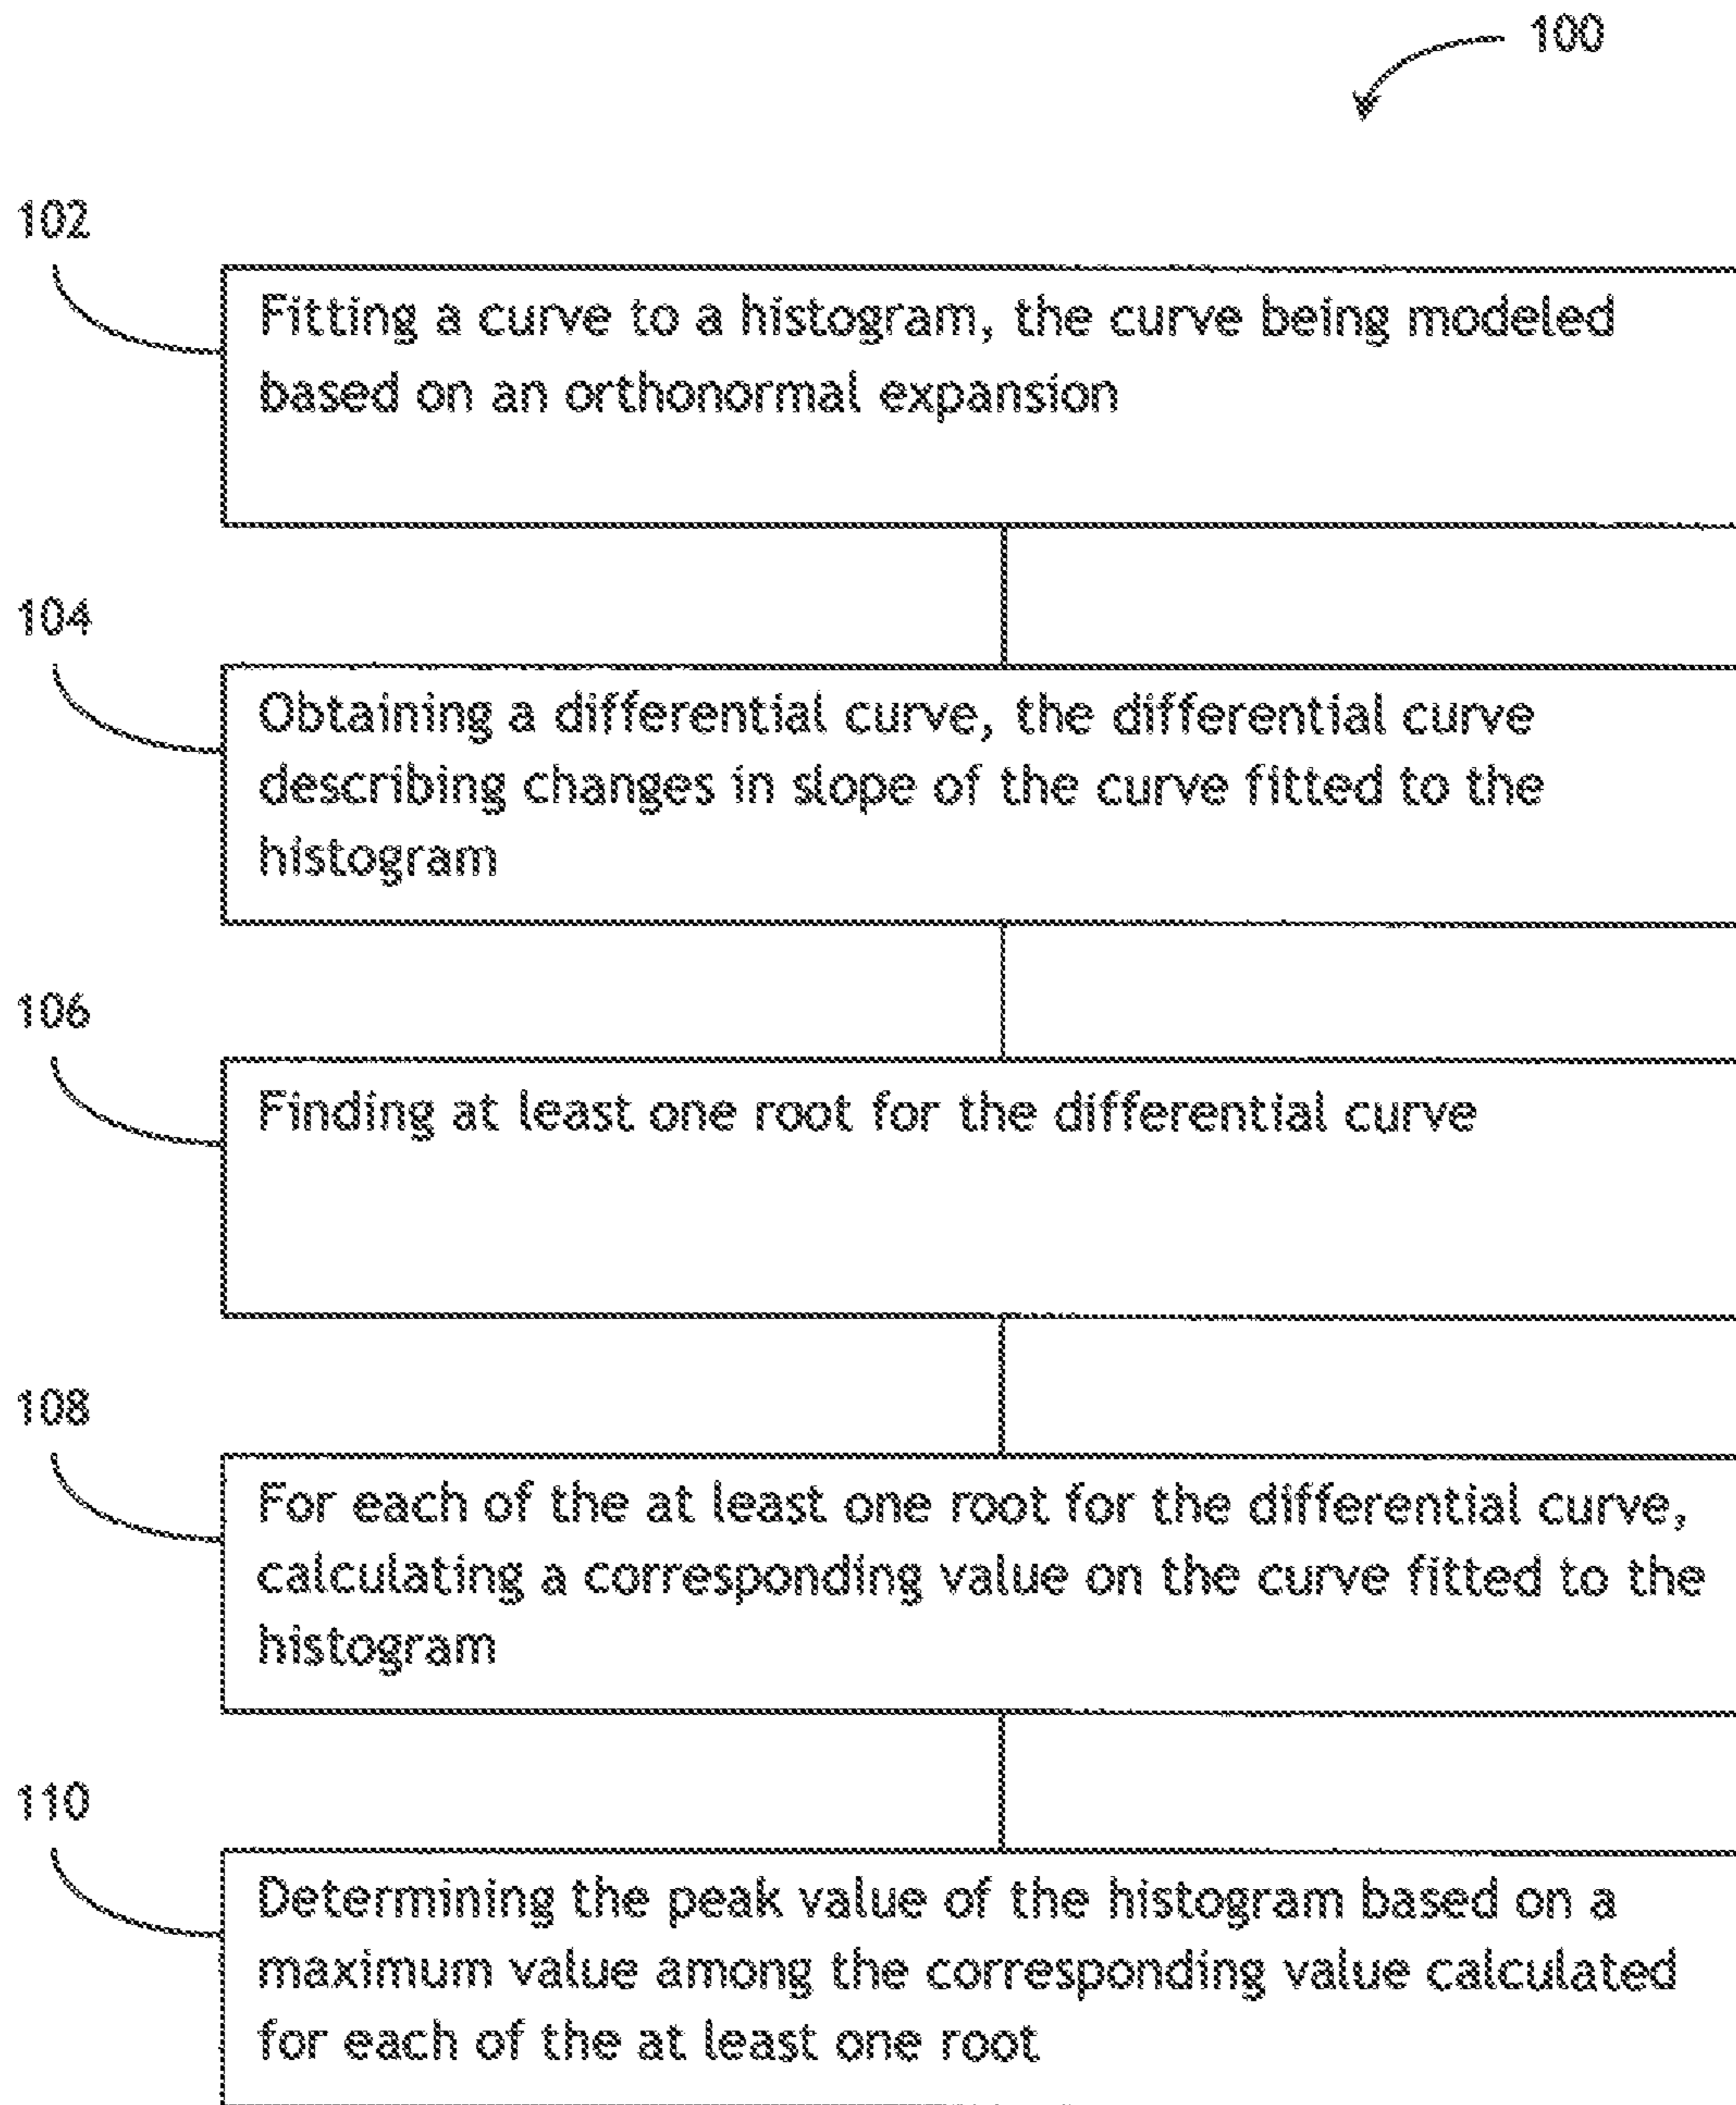 100
102
Fitting a curve to a histogram, the curve being modeled
based on an orthonormal expansion
104
Obtaining a differential curve, the differential curve
describing changes in slope of the curve fitted to the
histogram
106
Finding at least one root for the differential curve
108
For each of the at least one root for the differential curve,
calculating a corresponding value on the curve fitted to the
histogram
110
Determining the peak value of the histogram based on a
maximum value among the corresponding value calculated
for each of the at least one root